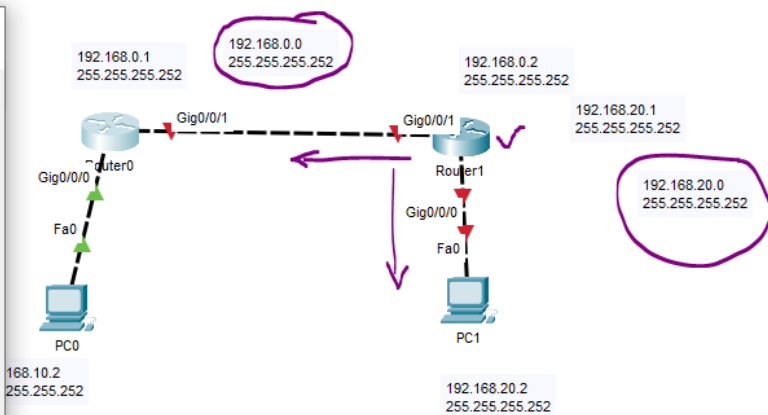 192.168.0.1
255.255.255.252
192.168.0.0
255.255.255.252
192.168.0.2
255.255.255.252
192.168.20.1
255.255.255.252
Gig0/0/1
Gig0/0/1
Router0
Router1
Gig0/0/0
192.168.20.0
255.255.255.252
Gig0/0/0
Fa0
Fa0
PC0
PC1
168.10.2
255.255.252
192.168.20.2
255.255.255.252